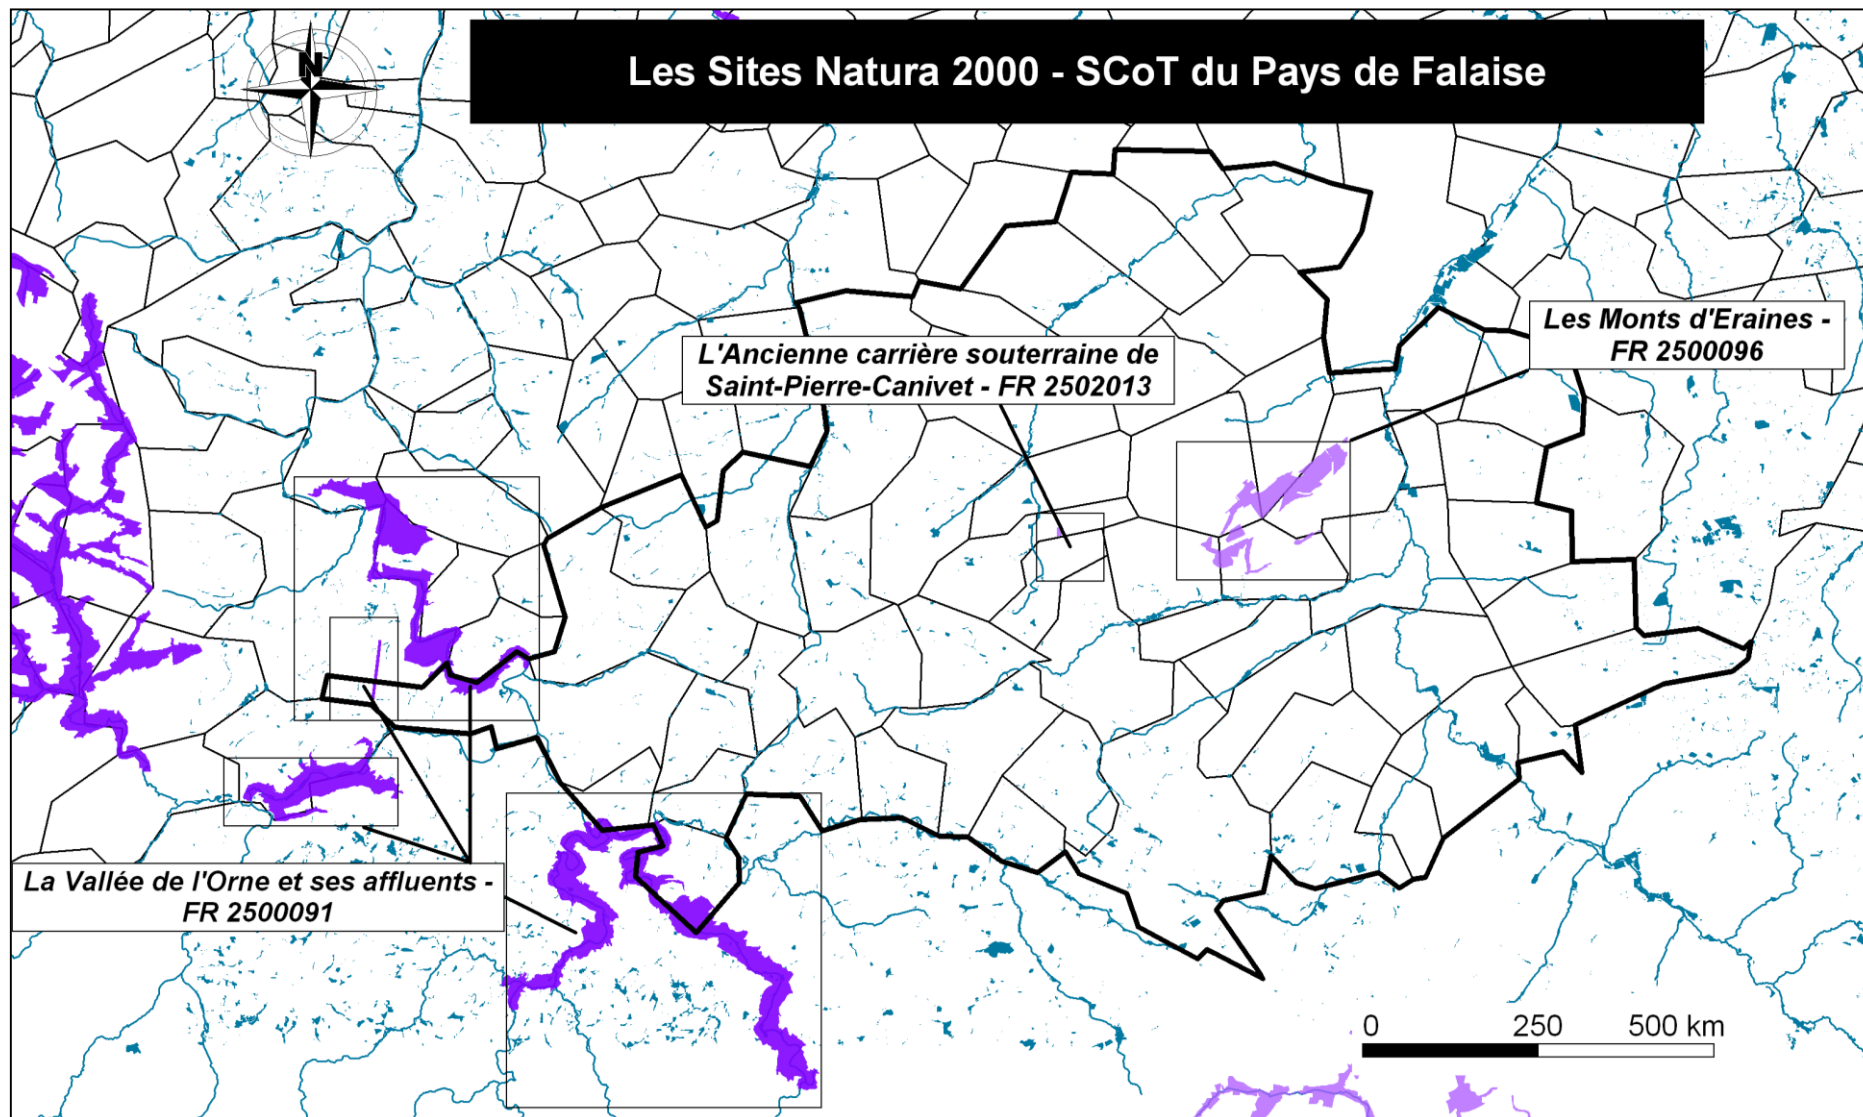 N
Les Sites Natura 2000 - SCoT du Pays de Falaise
Les Monts d'Eraines -
FR 2500096
L'Ancienne carrière souterraine de
Saint-Pierre-Canivet - FR 2502013
La Vallée de l'Orne et ses affluents -
FR 2500091
0 250 500 km